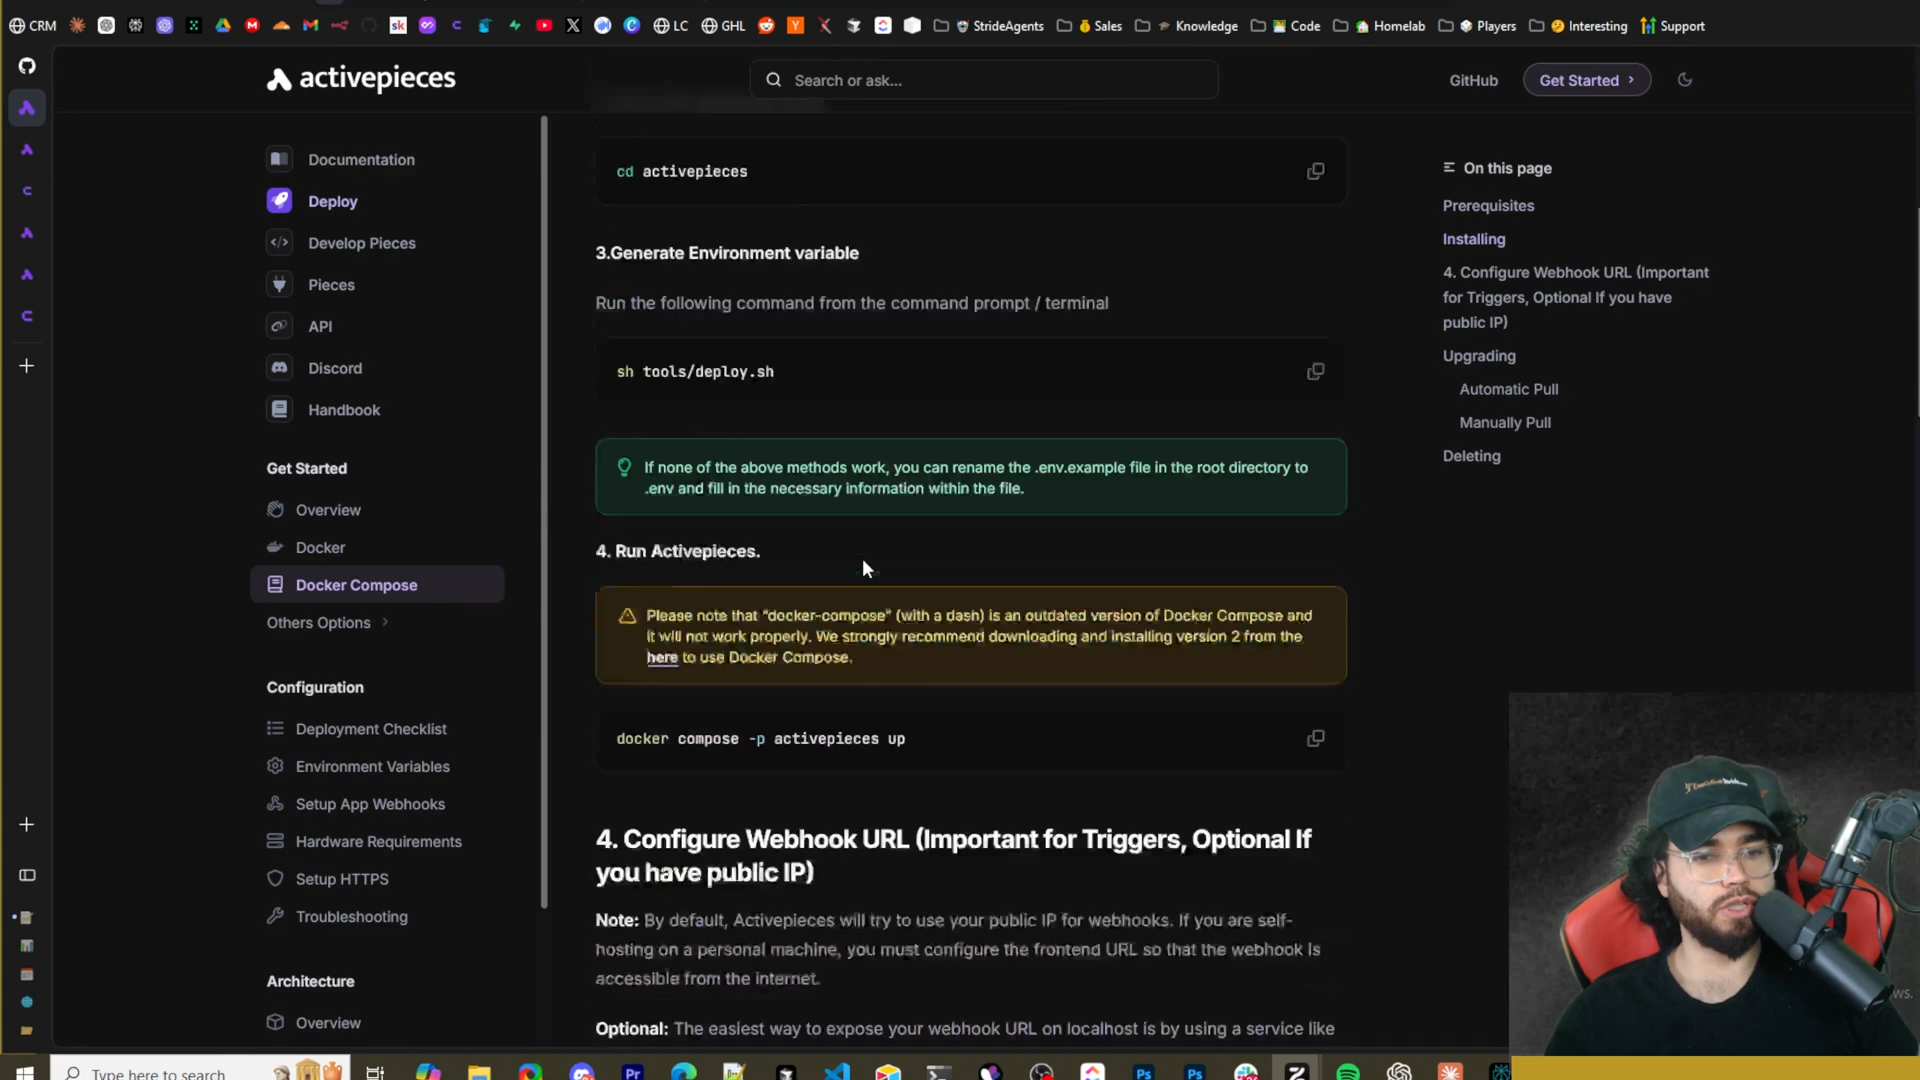 CRM
sk
LC
GHL
StrideAgents
Sales
Knowledge
Code
Homelab
Players
Interesting
Support
activepieces
Search or ask...
GitHub
Get Started
Documentation
Deploy
Develop Pieces
Pieces
API
Discord
Handbook
Get Started
Overview
Docker
Docker Compose
Others Options
Configuration
Deployment Checklist
Environment Variables
Setup App Webhooks
Hardware Requirements
Setup HTTPS
Troubleshooting
Architecture
Overview
cd activepieces
3.Generate Environment variable
Run the following command from the command prompt / terminal
sh tools/deploy.sh
If none of the above methods work, you can rename the .env.example file in the root directory to
.env and fill in the necessary information within the file.
4. Run Activepieces.
Please note that “docker-compose” (with a dash) is an outdated version of Docker Compose and
it will not work properly. We strongly recommend downloading and installing version 2 from the
here to use Docker Compose.
docker compose -p activepieces up
4. Configure Webhook URL (Important for Triggers, Optional If
you have public IP)
Note: By default, Activepieces will try to use your public IP for webhooks. If you are self-
hosting on a personal machine, you must configure the frontend URL so that the webhook is
accessible from the internet.
Optional: The easiest way to expose your webhook URL on localhost is by using a service like
On this page
Prerequisites
Installing
4. Configure Webhook URL (Important
for Triggers, Optional If you have
public IP)
Upgrading
Automatic Pull
Manually Pull
Deleting
ws.
Type here to search
Pr
Ps
Ps